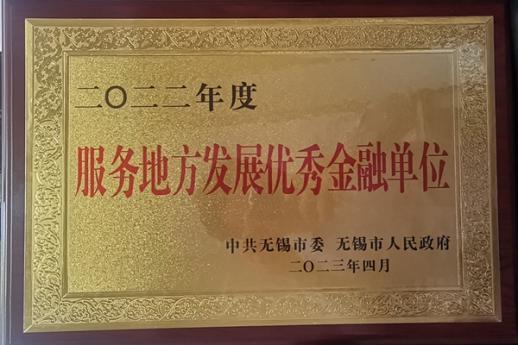 二〇二二年度
服务地方发展优秀金融单位
中共无锡市委 无锡市人民政府
二〇二三年四月